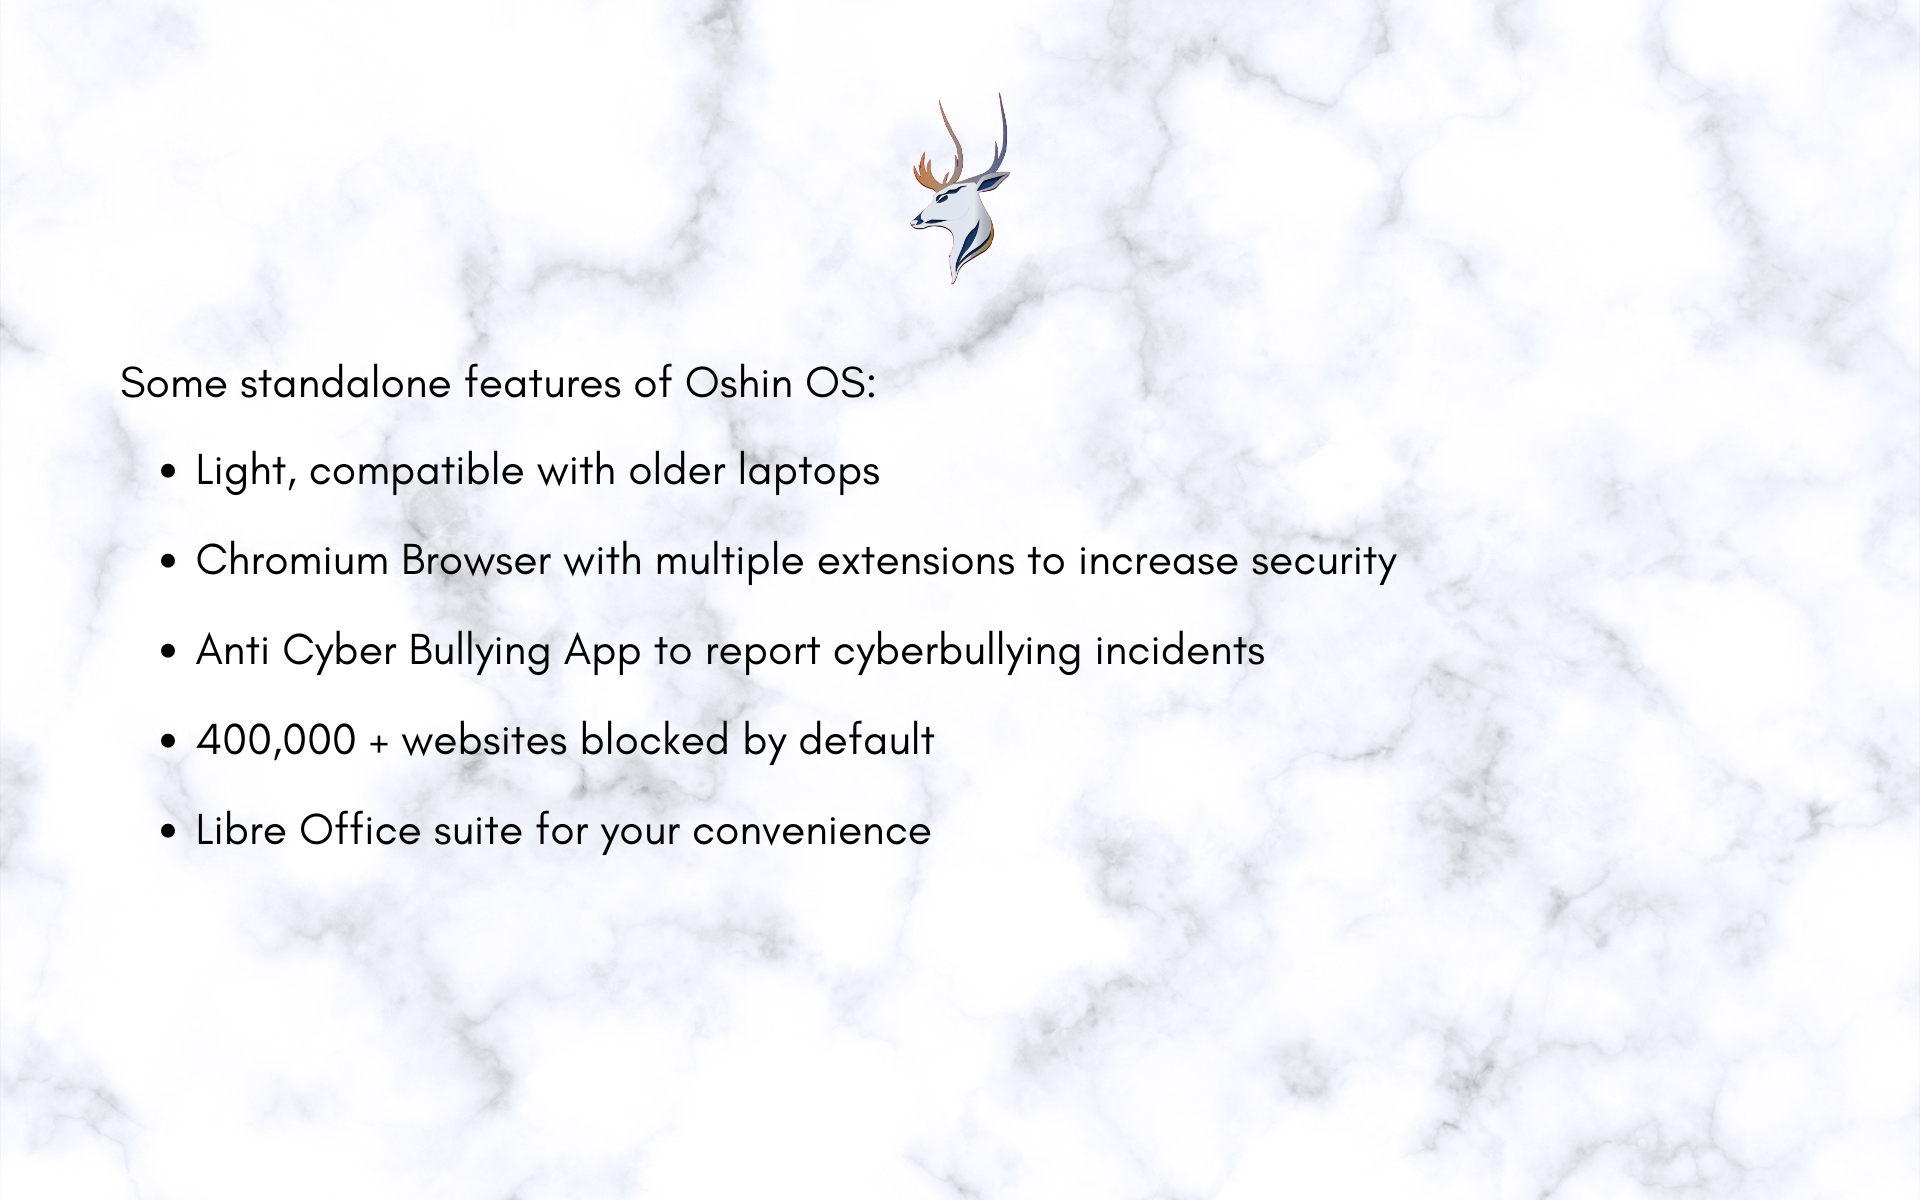 Some standalone features of Oshin OS:
• Light, compatible with older laptops
• Chromium Browser with multiple extensions to increase security
• Anti Cyber Bullying App to report cyberbullying incidents
• 400,000 + websites blocked by default
• Libre Office suite for your convenience